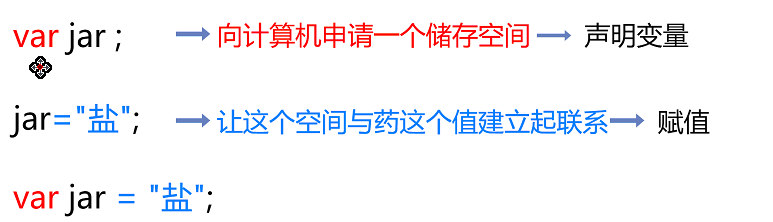 var jar ; 向计算机申请一个储存空间 声明变量
jar="盐"; 让这个空间与药这个值建立起联系 赋值
var jar = "盐";